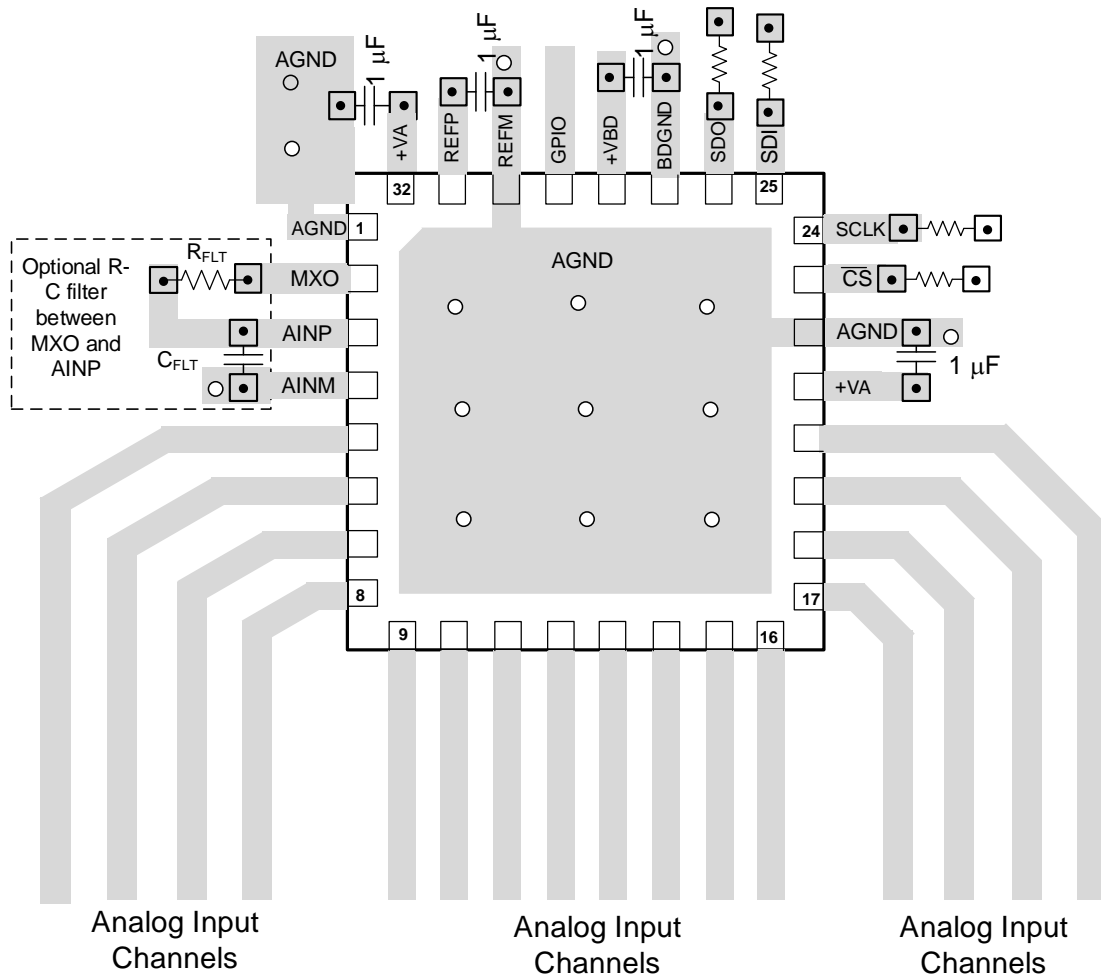 AGND
1 μF
1 μF
1 μF
+VA
REFP
REFM
GPIO
+VBD
BDGND
SDO
SDI
32
25
AGND
1
24
SCLK
Optional R-
C filter
between
MXO and
AINP
RFLT
MXO
AGND
CS
AINP
AGND
CFLT
AINM
+VA
1 μF
8
17
9
16
Analog Input
Channels
Analog Input
Channels
Analog Input
Channels